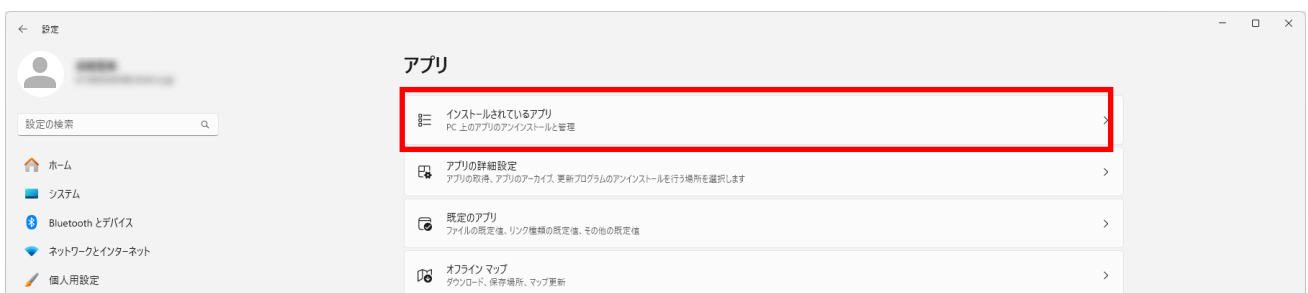 設定
アプリ
インストールされているアプリ
PC 上のアプリのアンインストールと管理
設定の検索
アプリの詳細設定
アプリの取得、アプリのアーカイブ、更新プログラムのアンインストールを行う場所を選択します
ホーム
システム
既定のアプリ
ファイルの既定値、リンク種類の既定値、その他の既定値
Bluetooth とデバイス
ネットワークとインターネット
オフライン マップ
ダウンロード、保存場所、マップ更新
個人用設定